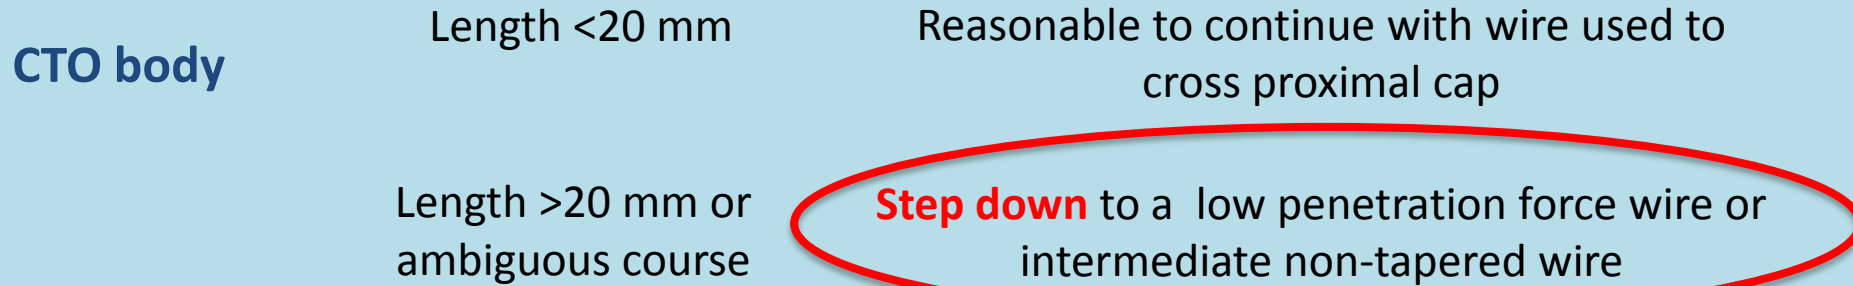 CTO body
Length <20 mm
Reasonable to continue with wire used to
cross proximal cap
Length >20 mm or
ambiguous course
Step down to a  low penetration force wire or
intermediate non-tapered wire